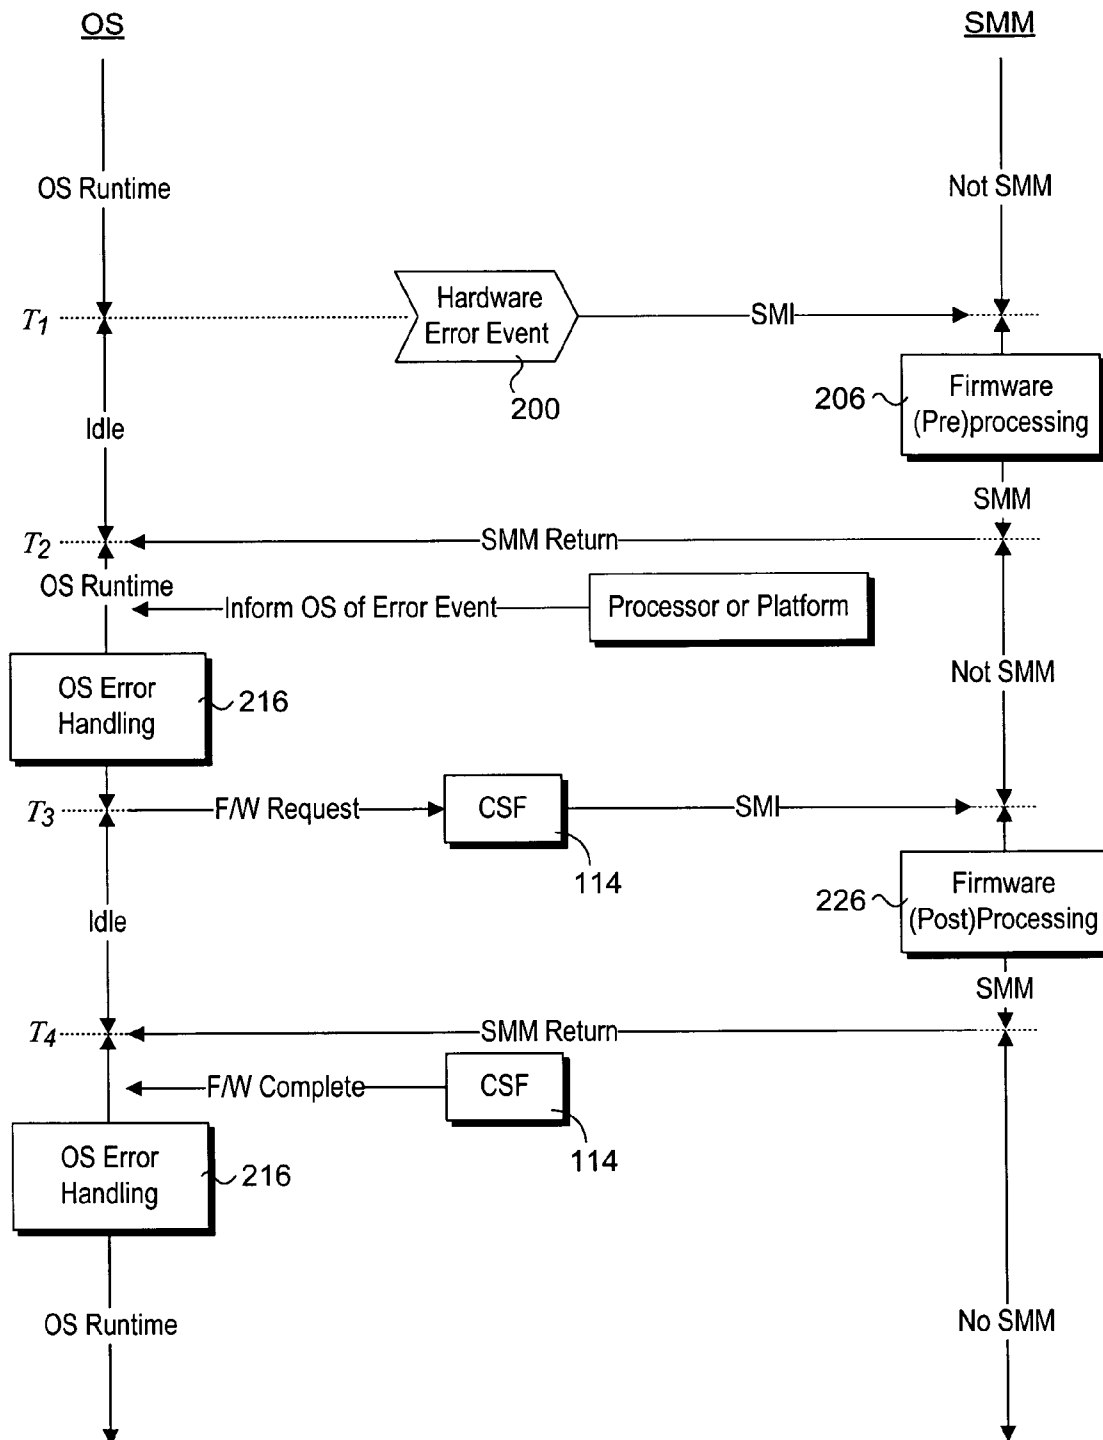 OS
SMM
OS Runtime
Not SMM
T1
Hardware
Error Event
SMI
200
206
Firmware
(Pre)processing
Idle
SMM
T2
SMM Return
OS Runtime
Inform OS of Error Event
Processor or Platform
OS Error
Handling
216
Not SMM
T3
F/W Request
CSF
SMI
114
226
Firmware
(Post)Processing
Idle
SMM
T4
SMM Return
F/W Complete
CSF
114
OS Error
Handling
216
OS Runtime
No SMM